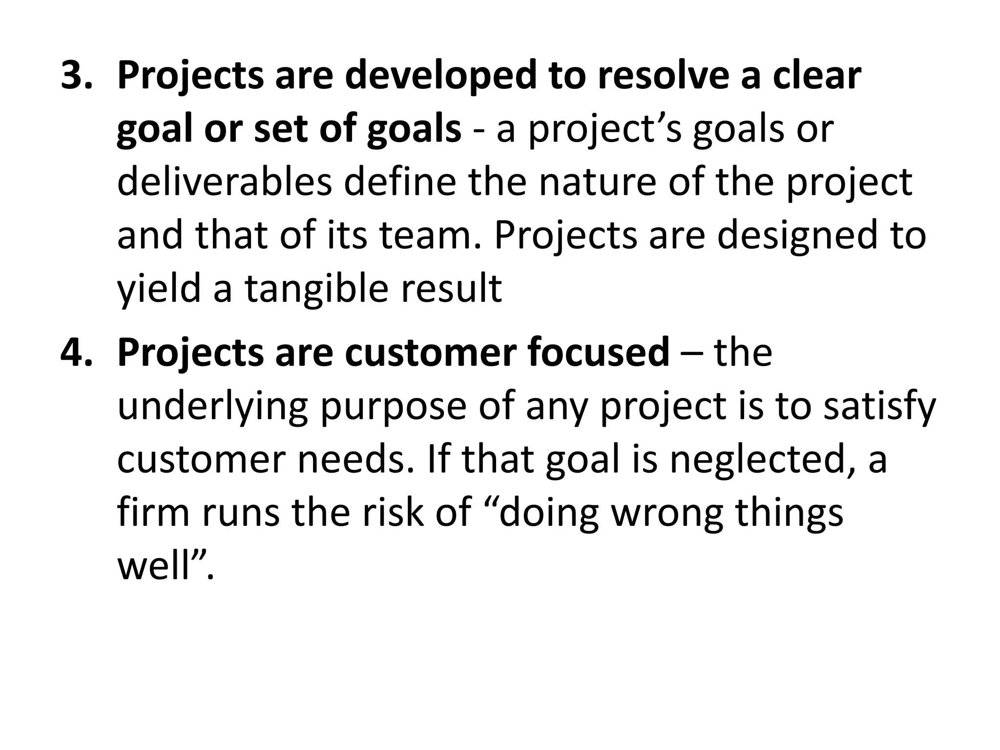 3. Projects are developed to resolve a clear
goal or set of goals - a project’s goals or
deliverables define the nature of the project
and that of its team. Projects are designed to
yield a tangible result
4. Projects are customer focused – the
underlying purpose of any project is to satisfy
customer needs. If that goal is neglected, a
firm runs the risk of “doing wrong things
well”.